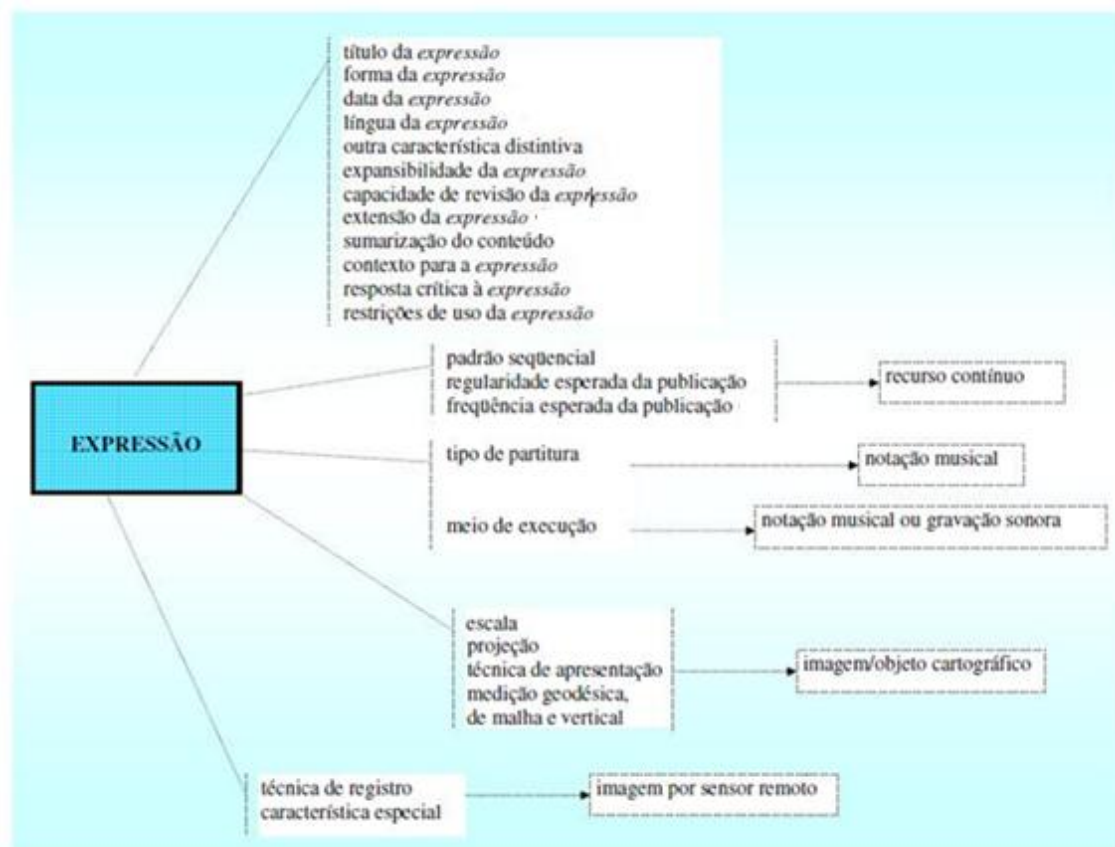 título da expressão
forma da expressão
data da expressão
língua da expressão
outra característica distintiva
expansibilidade da expressão
capacidade de revisão da expressão
extensão da expressão
sumarização do conteúdo
contexto para a expressão
resposta crítica à expressão
restrições de uso da expressão
EXPRESSÃO
padrão seqüencial
regularidade esperada da publicação
freqüência esperada da publicação
recurso contínuo
tipo de partitura
notação musical
meio de execução
notação musical ou gravação sonora
escala
projeção
técnica de apresentação
medição geodésica,
de malha e vertical
imagem/objeto cartográfico
técnica de registro
característica especial
imagem por sensor remoto